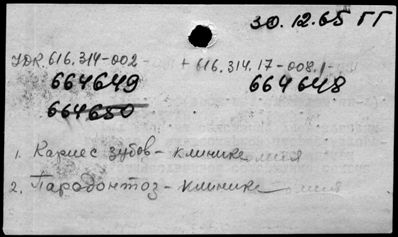 30.12.65 ГГ
УДК 616.314-002- + 616.314.17-008.1-
664649 664648
664650
1. Кариес зубов - клиника
2. Пародонтоз - клиника